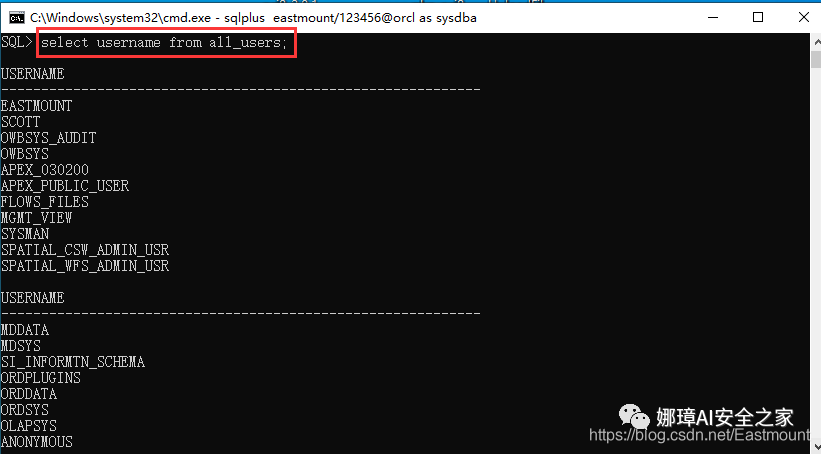 C:\Windows\system32\cmd.exe - sqlplus  eastmount/123456@orcl as sysdba
SQL> select username from all_users;
USERNAME
------------------------------------------------------------
EASTMOUNT
SCOTT
OWBSYS_AUDIT
OWBSYS
APEX_030200
APEX_PUBLIC_USER
FLOWS_FILES
MGMT_VIEW
SYSMAN
SPATIAL_CSW_ADMIN_USR
SPATIAL_WFS_ADMIN_USR
USERNAME
------------------------------------------------------------
MDDATA
MDSYS
SI_INFORMTN_SCHEMA
ORDPLUGINS
ORDDATA
ORDSYS
OLAPSYS
ANONYMOUS
娜璋AI安全之家
https://blog.csdn.net/Eastmount